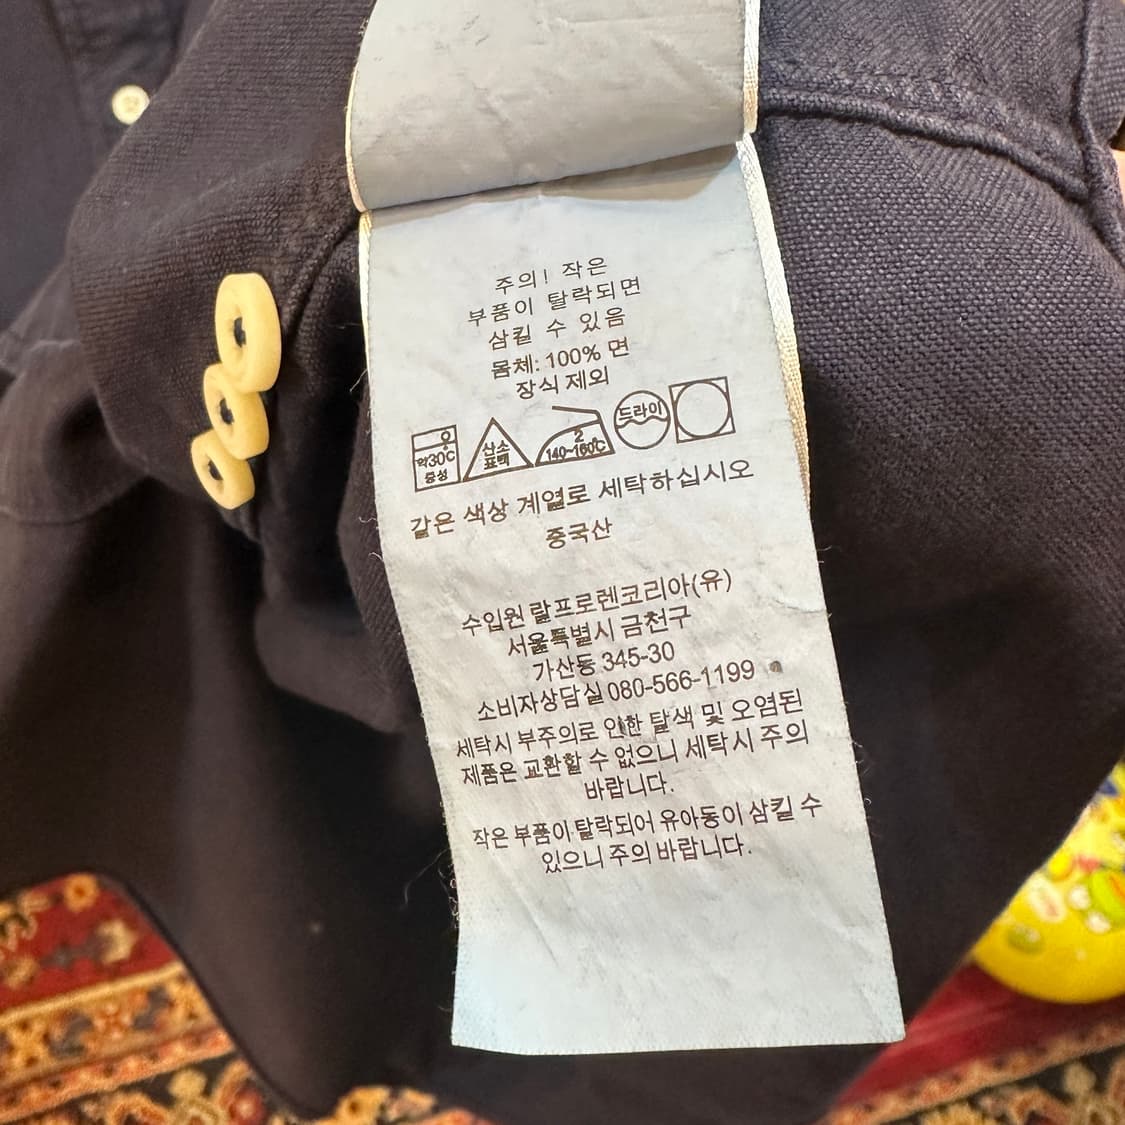 주의! 작은
부품이 탈락되면
삼킬 수 있음
몸체: 100% 면
장식 제외
약30℃
중성
산소
표백
2
140~160℃
드라이
같은 색상 계열로 세탁하십시오
중국산
수입원 랄프로렌코리아(유)
서울특별시 금천구
가산동 345-30
소비자상담실 080-566-1199
세탁시 부주의로 인한 탈색 및 오염된
제품은 교환할 수 없으니 세탁시 주의
바랍니다.
작은 부품이 탈락되어 유아동이 삼킬 수
있으니 주의 바랍니다.